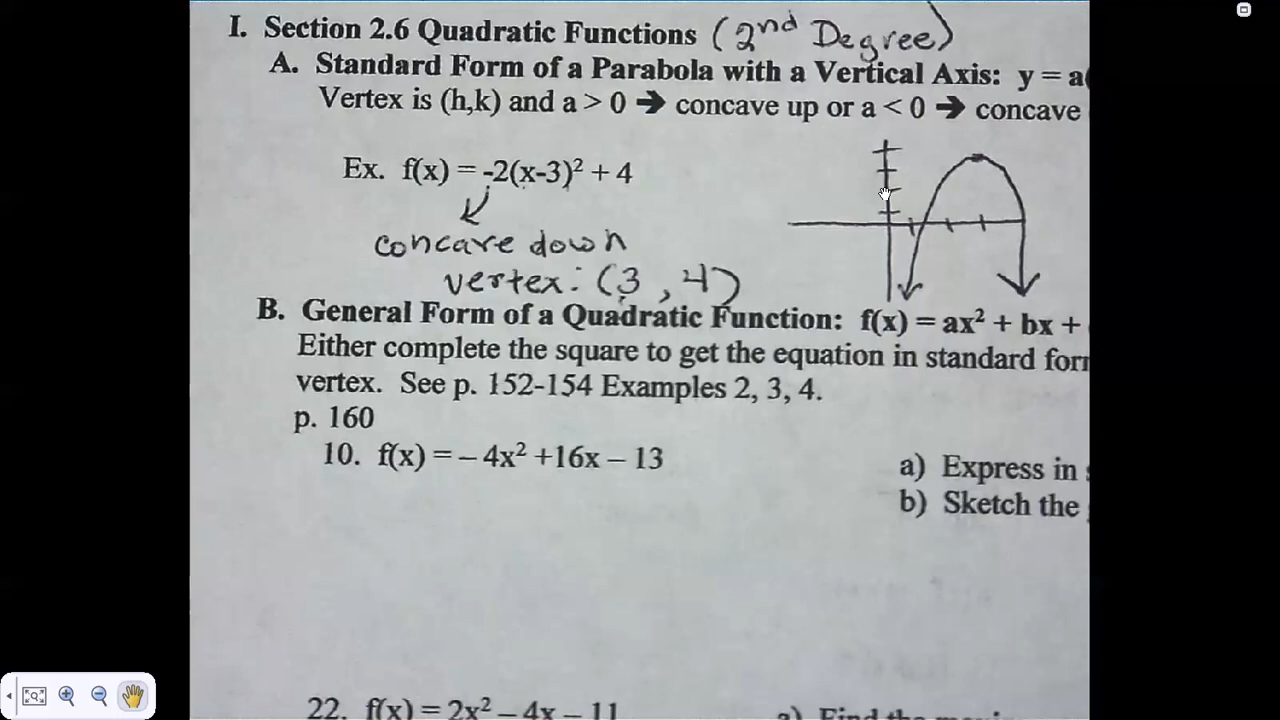 I. Section 2.6 Quadratic Functions (2nd Degree)
A. Standard Form of a Parabola with a Vertical Axis: y = a(
Vertex is (h,k) and a > 0 ➔ concave up or a < 0 ➔ concave
Ex. f(x) = -2(x-3)² + 4
concave down
vertex: (3, 4)
B. General Form of a Quadratic Function: f(x) = ax² + bx +
Either complete the square to get the equation in standard for
vertex. See p. 152-154 Examples 2, 3, 4.
p. 160
10. f(x) = – 4x² +16x – 13
a) Express in
b) Sketch the
22. f(x) = 2x² – 4x – 11
a) Find the